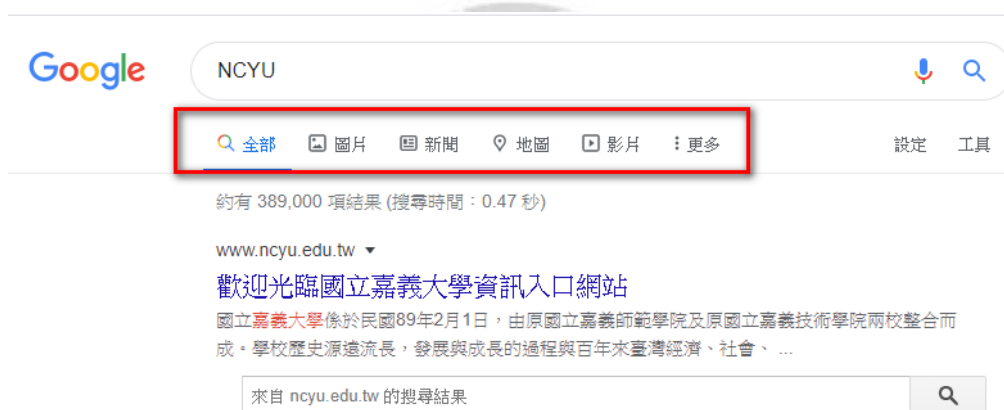 Google NCYU
全部 圖片 新聞 地圖 影片 更多 設定 工具
約有 389,000 項結果 (搜尋時間：0.47 秒)
www.ncyu.edu.tw
歡迎光臨國立嘉義大學資訊入口網站
國立嘉義大學係於民國89年2月1日，由原國立嘉義師範學院及原國立嘉義技術學院兩校整合而
成。學校歷史源遠流長，發展與成長的過程與百年來臺灣經濟、社會、 ...
來自 ncyu.edu.tw 的搜尋結果